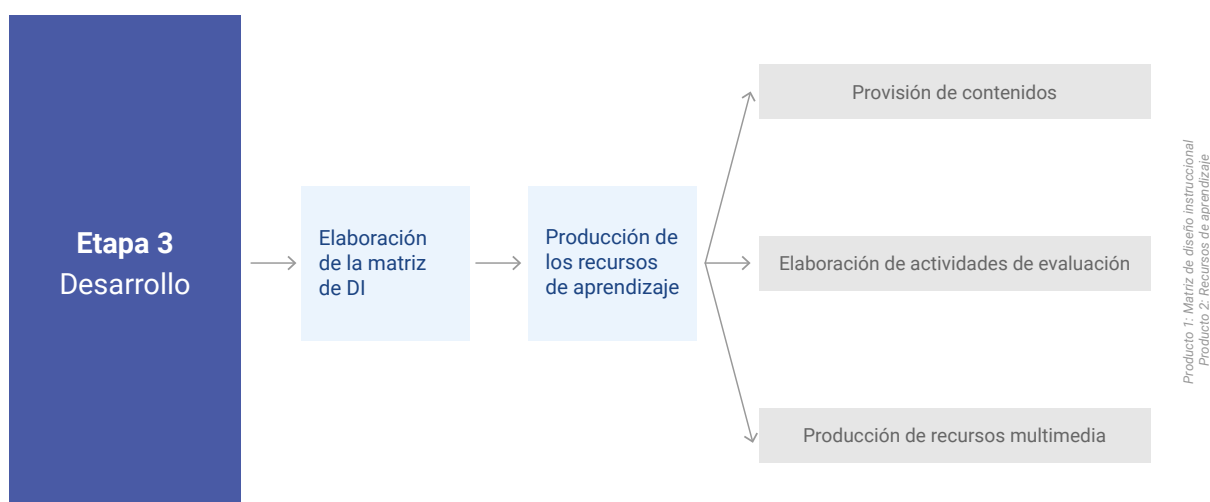 Etapa 3
Desarrollo
Elaboración
de la matriz
de DI
Producción de
los recursos
de aprendizaje
Provisión de contenidos
Elaboración de actividades de evaluación
Producción de recursos multimedia
Producto 1: Matriz de diseño instruccional
Producto 2: Recursos de aprendizaje